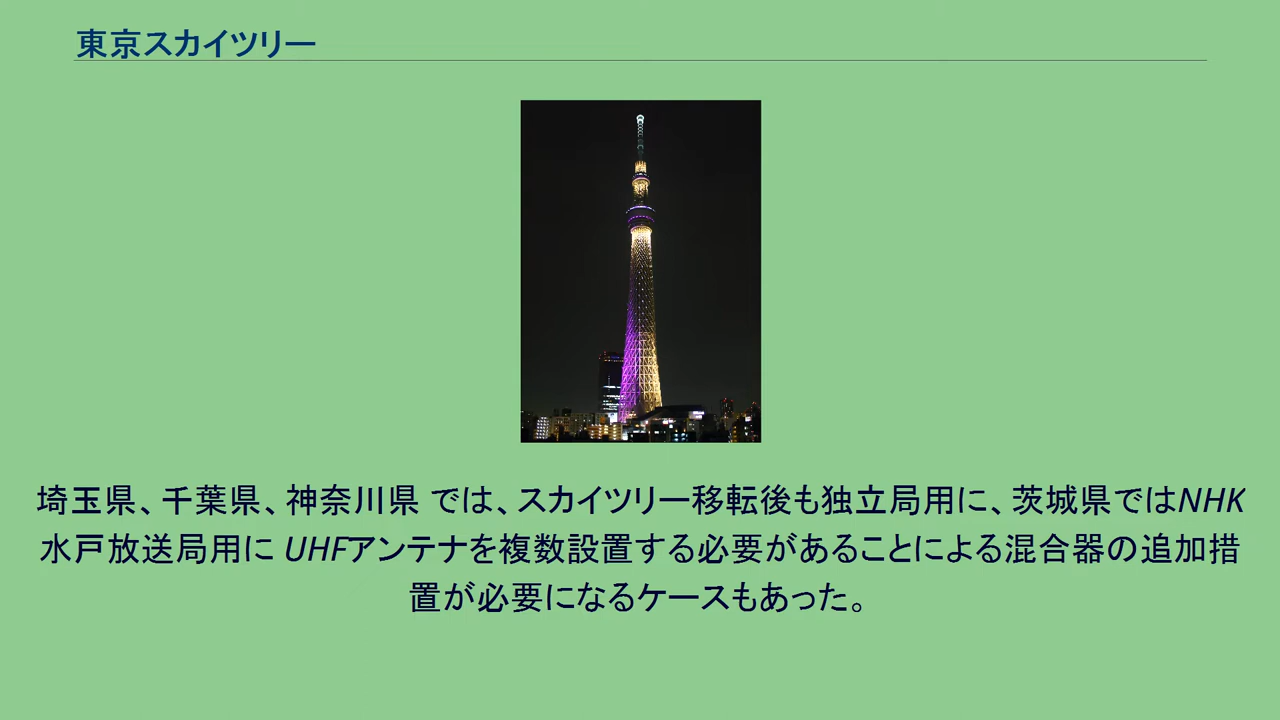 東京スカイツリー
埼玉県、千葉県、神奈川県 では、スカイツリー移転後も独立局用に、茨城県ではNHK
水戸放送局用に UHFアンテナを複数設置する必要があることによる混合器の追加措
置が必要になるケースもあった。